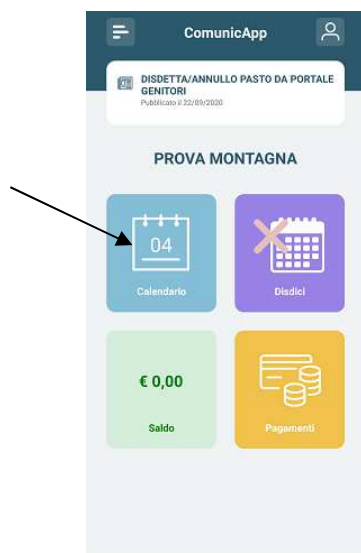 ComunicApp
DISDETTA/ANNULLO PASTO DA PORTALE
GENITORI
Pubblicato il 22/09/2020
PROVA MONTAGNA
04
Calendario
Disdici
€ 0,00
Saldo
Pagamenti